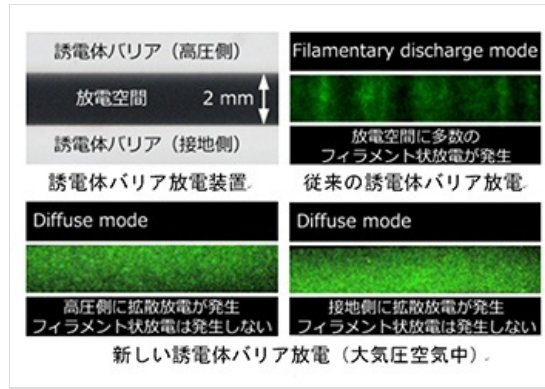 誘電体バリア（高圧側）
放電空間 2 mm
誘電体バリア（接地側）
誘電体バリア放電装置
Filamentary discharge mode
放電空間に多数の
フィラメント状放電が発生
従来の誘電体バリア放電
Diffuse mode
高圧側に拡散放電が発生
フィラメント状放電は発生しない
Diffuse mode
接地側に拡散放電が発生
フィラメント状放電は発生しない
新しい誘電体バリア放電（大気圧空気中）